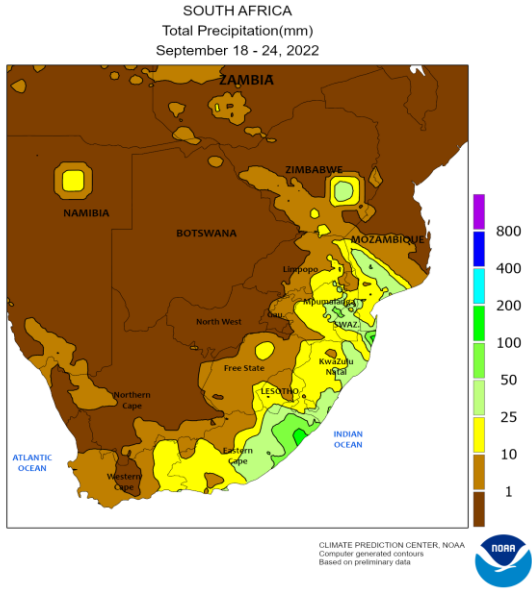 SOUTH AFRICA
Total Precipitation(mm)
September 18 - 24, 2022
ZAMBIA
ZIMBABWE
NAMIBIA
BOTSWANA
MOZAMBIQUE
Limpopo
Mpumalanga
Gau.
North West
SWAZ.
Free State
KwaZulu
Natal
LESOTHO
Northern
Cape
Eastern
Cape
Western
Cape
ATLANTIC
OCEAN
INDIAN
OCEAN
800
400
200
100
50
25
10
1
CLIMATE PREDICTION CENTER, NOAA
Computer generated contours
Based on preliminary data
NOAA